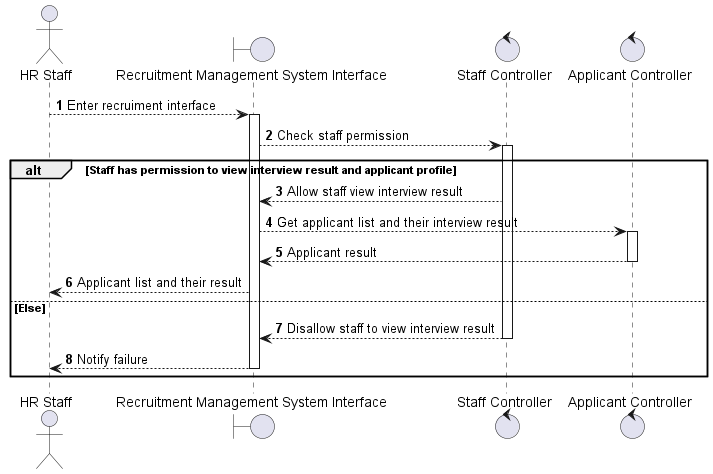 HR Staff
Recruitment Management System Interface
Staff Controller
Applicant Controller
1 Enter recruiment interface
2 Check staff permission
alt [Staff has permission to view interview result and applicant profile]
3 Allow staff view interview result
4 Get applicant list and their interview result
5 Applicant result
6 Applicant list and their result
[Else]
7 Disallow staff to view interview result
8 Notify failure
HR Staff
Recruitment Management System Interface
Staff Controller
Applicant Controller